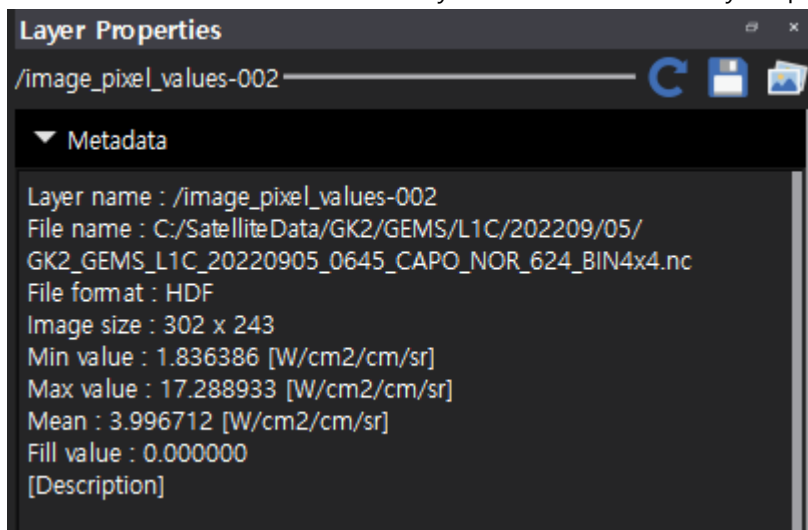 Layer Properties
/image_pixel_values-002
Metadata
Layer name : /image_pixel_values-002
File name : C:/SatelliteData/GK2/GEMS/L1C/202209/05/
GK2_GEMS_L1C_20220905_0645_CAPO_NOR_624_BIN4x4.nc
File format : HDF
Image size : 302 x 243
Min value : 1.836386 [W/cm2/cm/sr]
Max value : 17.288933 [W/cm2/cm/sr]
Mean : 3.996712 [W/cm2/cm/sr]
Fill value : 0.000000
[Description]